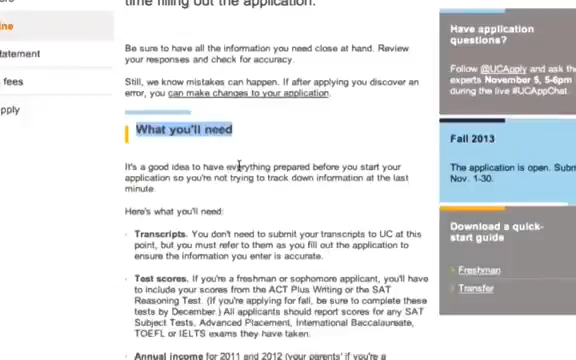 time filling out the application.
ine
Be sure to have all the information you need close at hand. Review
your responses and check for accuracy.
tatement
Still, we know mistakes can happen. If after applying you discover an
error, you can make changes to your application.
fees
pply
What you'll need
It's a good idea to have everything prepared before you start your
application so you're not trying to track down information at the last
minute.
Here's what you'll need:
· Transcripts. You don't need to submit your transcripts to UC at this
point, but you must refer to them as you fill out the application to
ensure the information you enter is accurate.
· Test scores. If you're a freshman or sophomore applicant, you'll have
to include your scores from the ACT Plus Writing or the SAT
Reasoning Test. (If you're applying for fall, be sure to complete these
tests by December.) All applicants should report scores for any SAT
Subject Tests, Advanced Placement, International Baccalaureate,
TOEFL or IELTS exams they have taken.
· Annual income for 2011 and 2012 (your parents' if you're a
Have application
questions?
Follow @UCApply and ask the
experts November 5, 5-6pm
during the live #UCAppChat.
Fall 2013
The application is open. Subm
Nov. 1-30.
Download a quick-
start guide
Freshman
Transfer